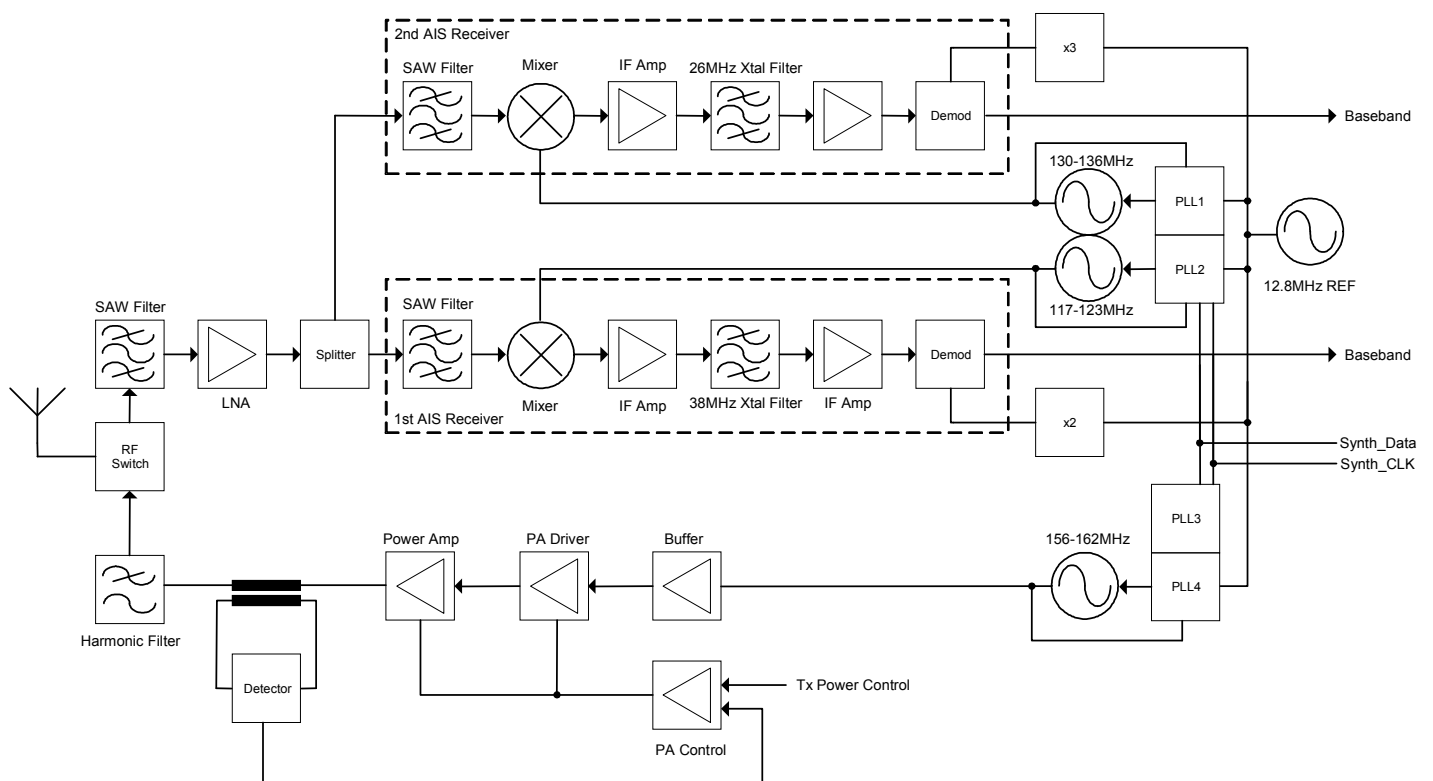 2nd AIS Receiver
SAW Filter
Mixer
IF Amp
26MHz Xtal Filter
Demod
x3
Baseband
130-136MHz
PLL1
PLL2
117-123MHz
12.8MHz REF
SAW Filter
LNA
Splitter
SAW Filter
Mixer
IF Amp
38MHz Xtal Filter
IF Amp
Demod
1st AIS Receiver
x2
Baseband
RF
Switch
Synth_Data
Synth_CLK
PLL3
PLL4
156-162MHz
Buffer
PA Driver
Power Amp
Harmonic Filter
Detector
Tx Power Control
PA Control